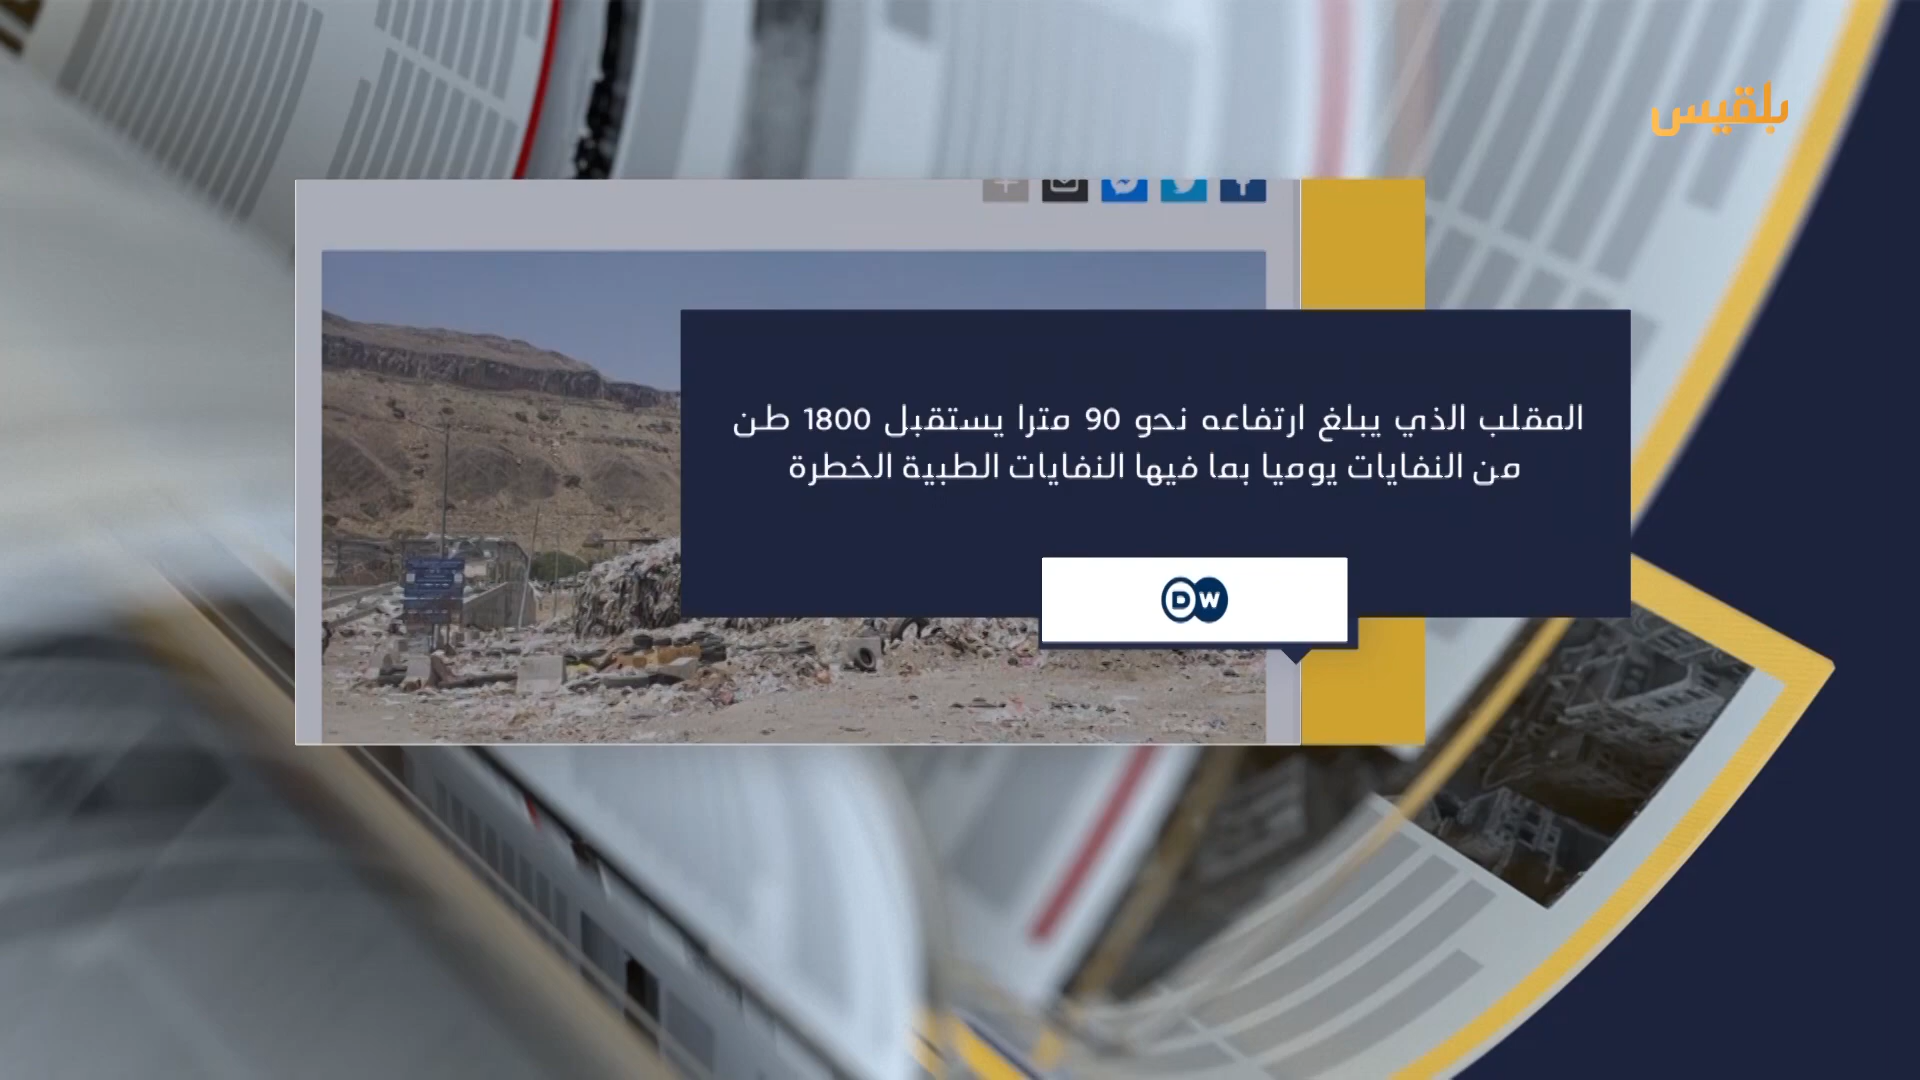 بلقيس
المقلب الذي يبلغ ارتفاعه نحو 90 مترا يستقبل 1800 طن
من النفايات يوميا بما فيها النفايات الطبية الخطرة
DW